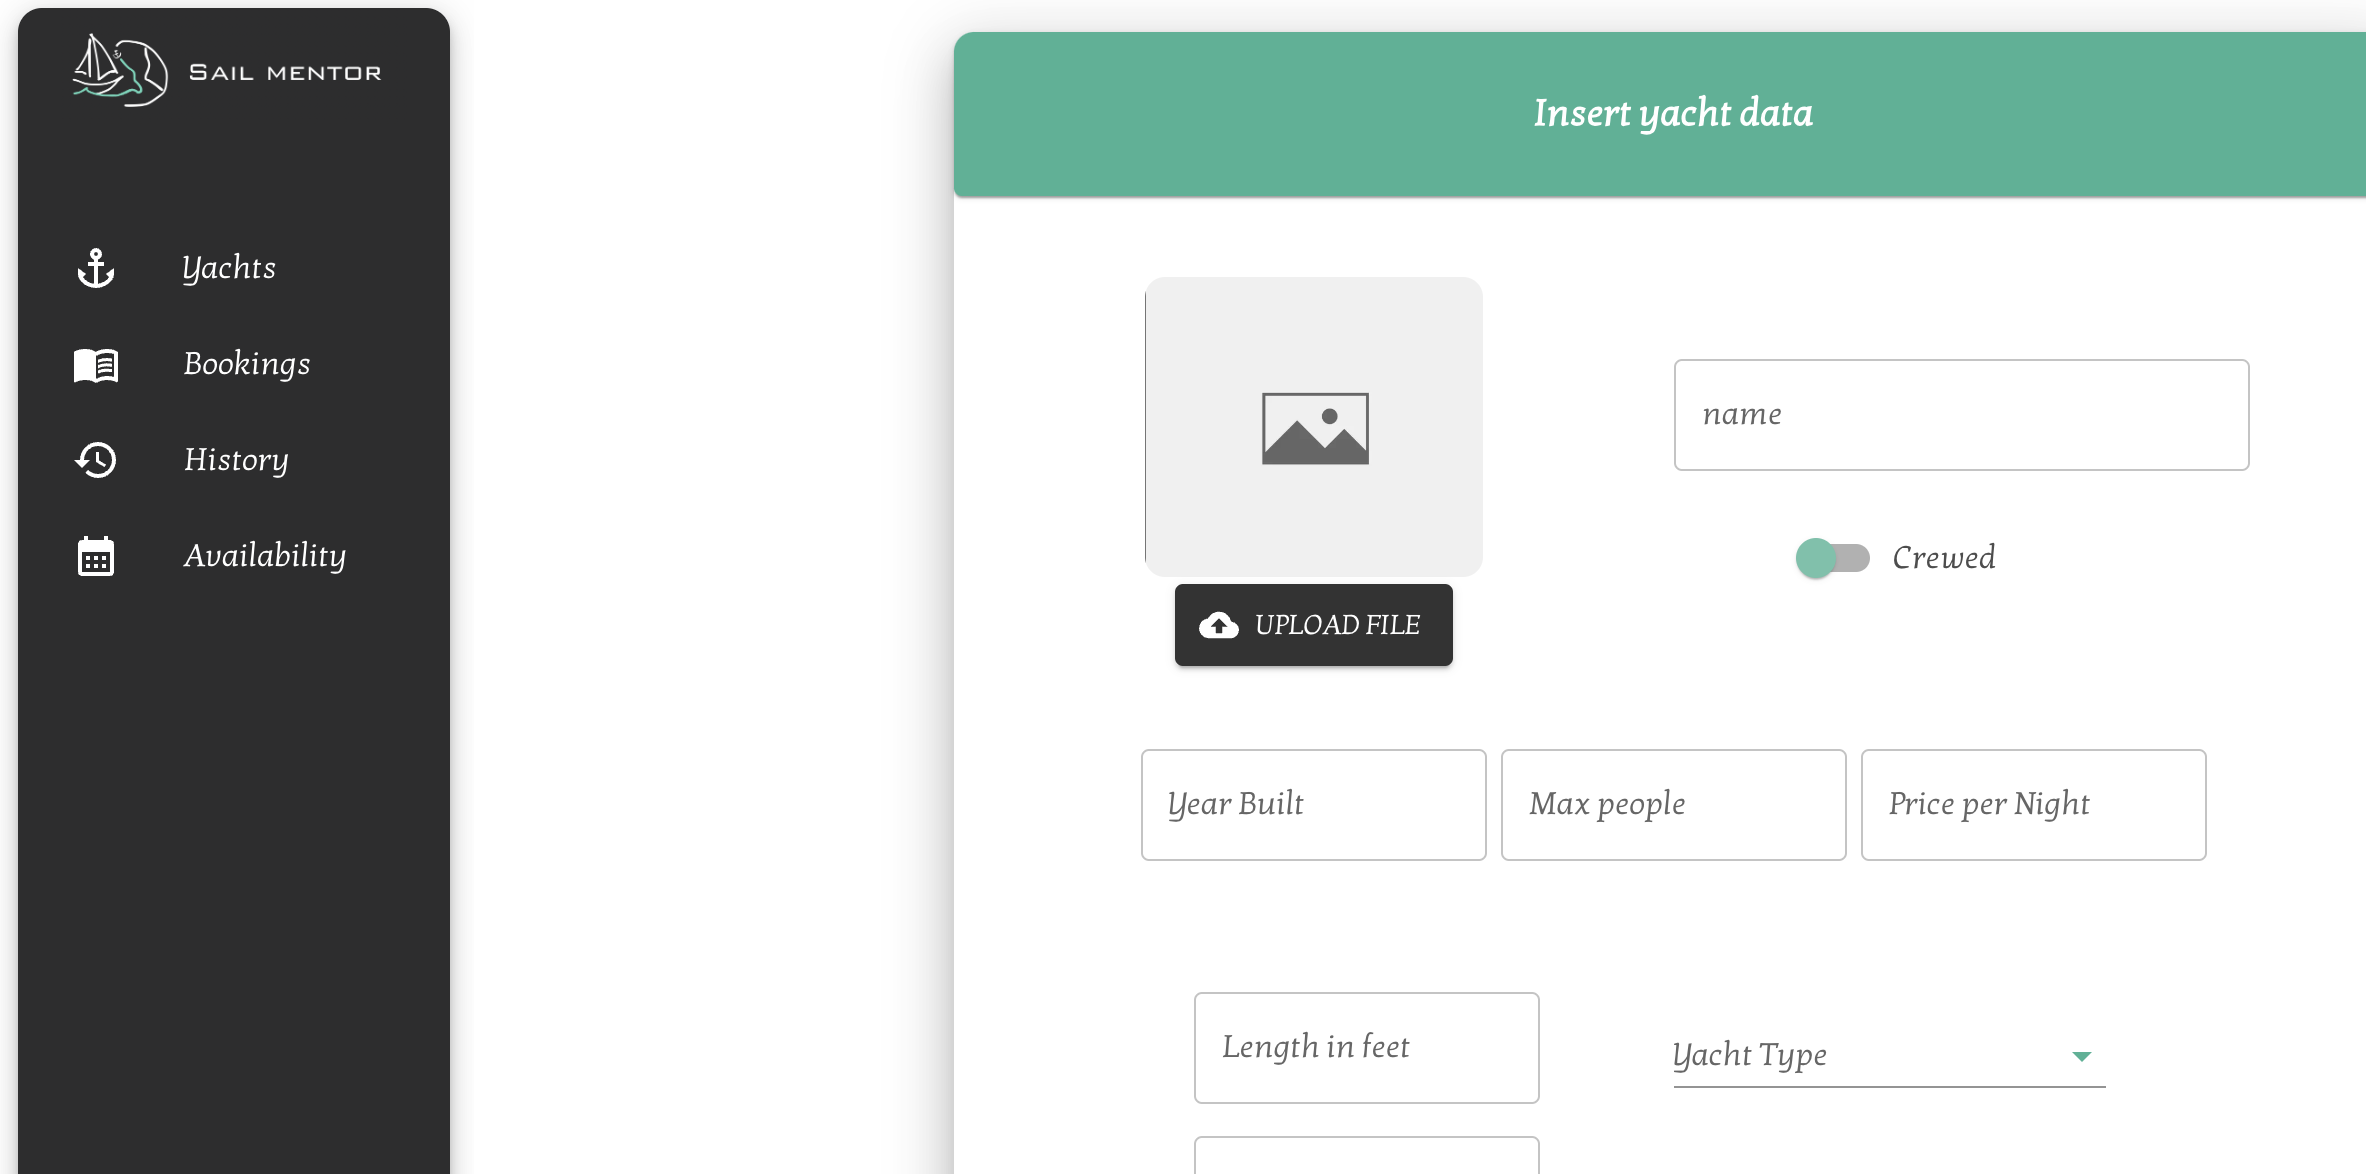 SAIL MENTOR
Yachts
Bookings
History
Availability
Insert yacht data
UPLOAD FILE
name
Crewed
Year Built
Max people
Price per Night
Length in feet
Yacht Type